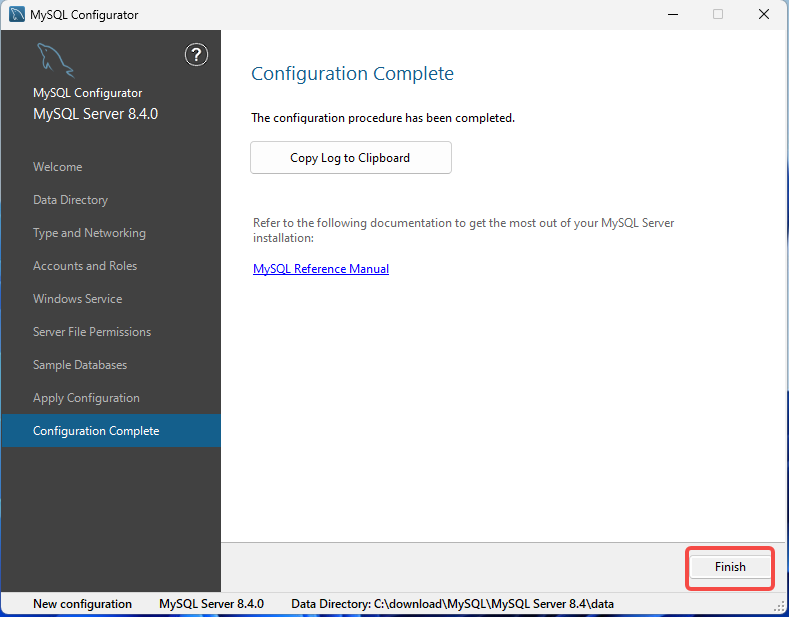 MySQL Configurator
?
MySQL Configurator
MySQL Server 8.4.0
Welcome
Data Directory
Type and Networking
Accounts and Roles
Windows Service
Server File Permissions
Sample Databases
Apply Configuration
Configuration Complete
Configuration Complete
The configuration procedure has been completed.
Copy Log to Clipboard
Refer to the following documentation to get the most out of your MySQL Server
installation:
MySQL Reference Manual
Finish
New configuration MySQL Server 8.4.0 Data Directory: C:\download\MySQL\MySQL Server 8.4\data